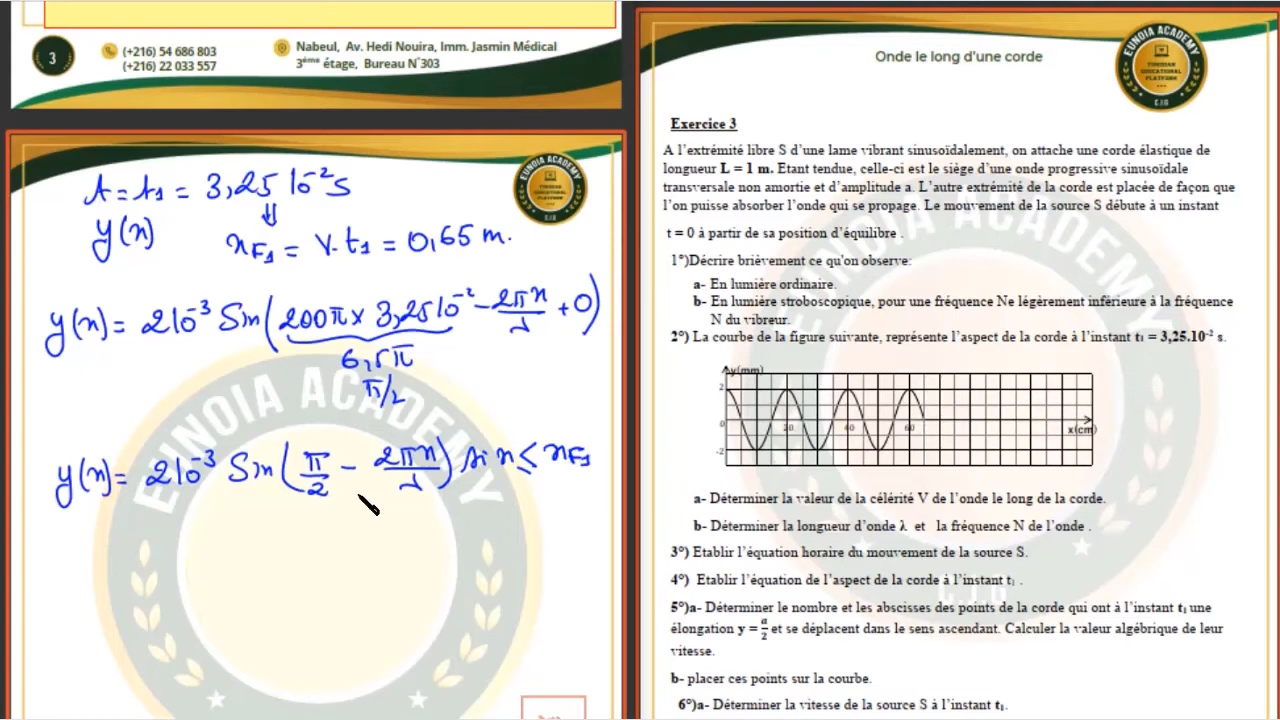 3
(+216) 54 686 803
(+216) 22 033 557
Nabeul, Av. Hedi Nouira, Imm. Jasmin Médical
3éme étage, Bureau N°303
EUNOIA ACADEMY
TUNISIAN EDUCATIONAL PLATFORM
C.I.G
t = t1 = 3,25 10⁻² s
⇓
y(x)
xF1 = V. t1 = 0,65 m.
y(x) = 2 10⁻³ Sin(200π x 3,25 10⁻² - 2πx/λ + 0)
6,5π
π/2
y(x) = 2 10⁻³ Sin(π/2 - 2πx/λ) si x ≤ xF1
Onde le long d'une corde
EUNOIA ACADEMY
TUNISIAN EDUCATIONAL PLATFORM
C.I.G
Exercice 3
A l'extrémité libre S d'une lame vibrant sinusoïdalement, on attache une corde élastique de
longueur L = 1 m. Etant tendue, celle-ci est le siège d'une onde progressive sinusoïdale
transversale non amortie et d'amplitude a. L'autre extrémité de la corde est placée de façon que
l'on puisse absorber l'onde qui se propage. Le mouvement de la source S débute à un instant
t = 0 à partir de sa position d'équilibre .
1°)Décrire brièvement ce qu'on observe:
a- En lumière ordinaire.
b- En lumière stroboscopique, pour une fréquence Ne légèrement inférieure à la fréquence
N du vibreur.
2°) La courbe de la figure suivante, représente l'aspect de la corde à l'instant t₁ = 3,25.10⁻² s.
y(mm)
2
0
20
40
60
x(cm)
-2
a- Déterminer la valeur de la célérité V de l'onde le long de la corde.
b- Déterminer la longueur d'onde λ et la fréquence N de l'onde .
3°) Etablir l'équation horaire du mouvement de la source S.
4°) Etablir l'équation de l'aspect de la corde à l'instant t₁ .
5°)a- Déterminer le nombre et les abscisses des points de la corde qui ont à l'instant t₁ une
élongation y = a/2 et se déplacent dans le sens ascendant. Calculer la valeur algébrique de leur
vitesse.
b- placer ces points sur la courbe.
6°)a- Déterminer la vitesse de la source S à l'instant t₁.